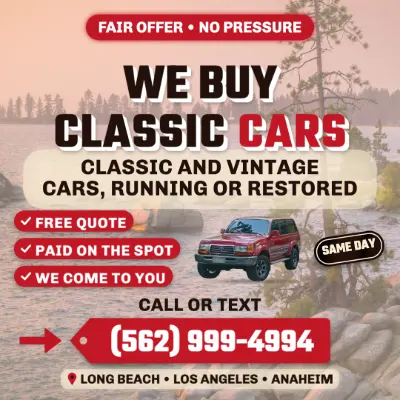 FAIR OFFER • NO PRESSURE
WE BUY
CLASSIC CARS
CLASSIC AND VINTAGE
CARS, RUNNING OR RESTORED
FREE QUOTE
PAID ON THE SPOT
WE COME TO YOU
SAME DAY
CALL OR TEXT
(562) 999-4994
LONG BEACH • LOS ANGELES • ANAHEIM